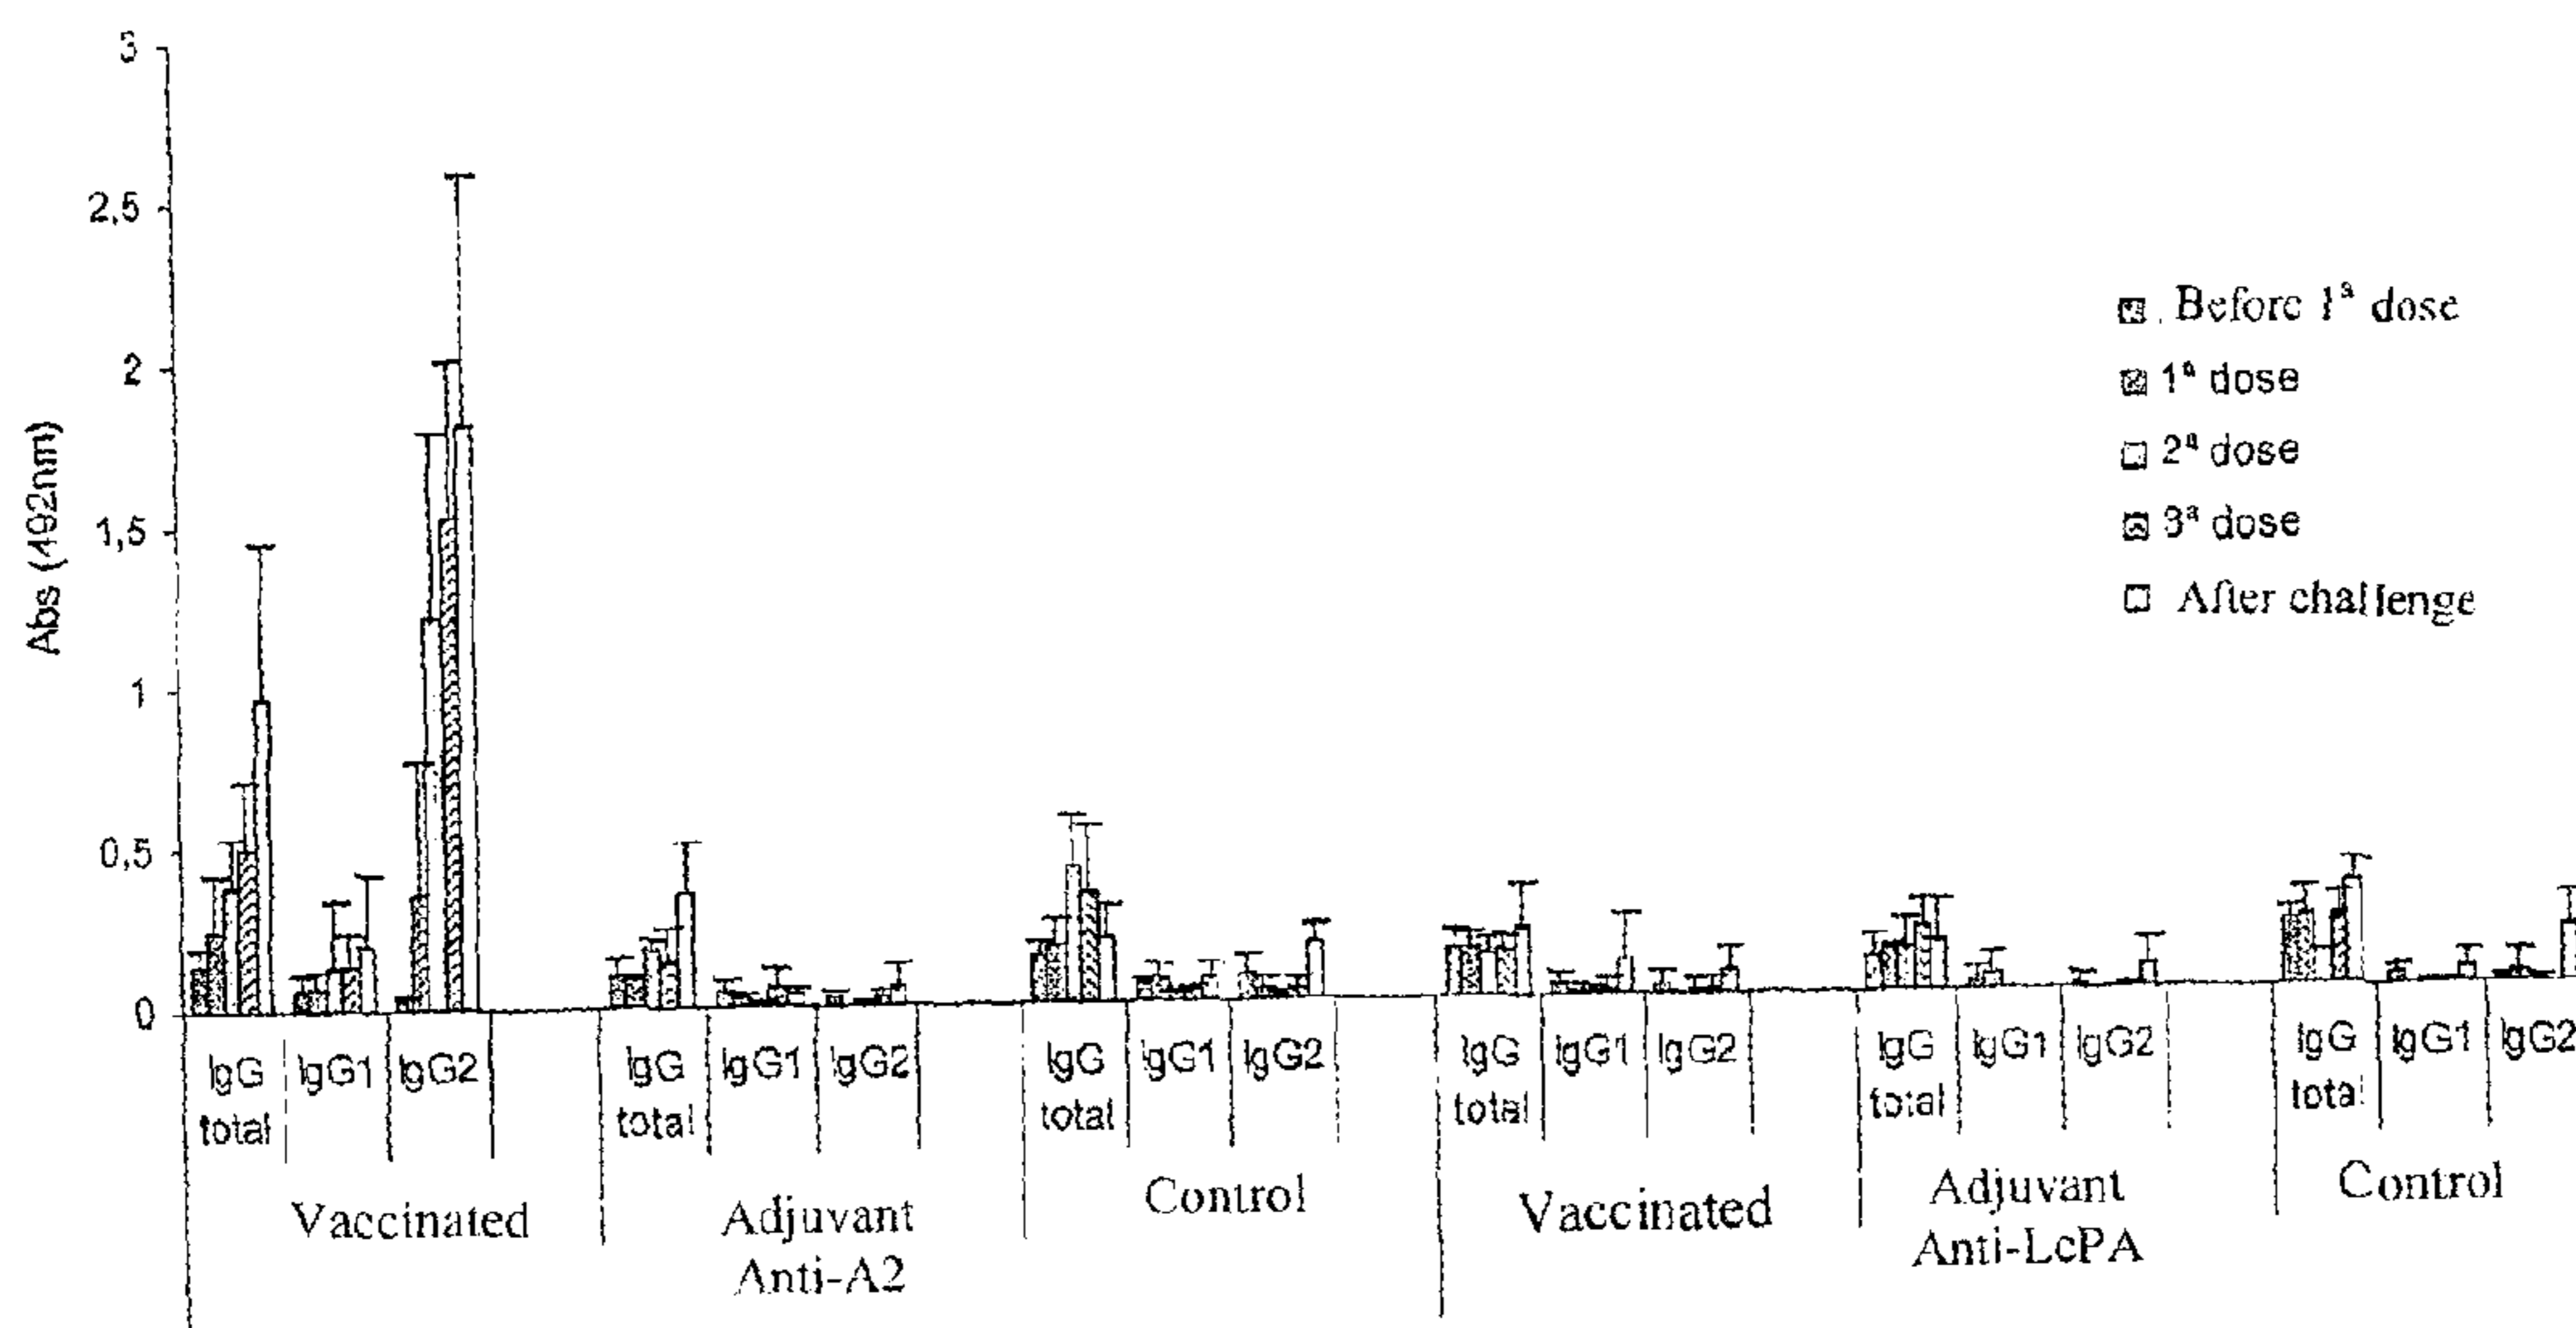 3
2,5
2
1,5
1
0,5
0
Abs (492nm)
Before 1ª dose
1ª dose
2ª dose
3ª dose
After challenge
IgG total IgG1 IgG2
IgG total IgG1 IgG2
IgG total IgG1 IgG2
IgG total IgG1 IgG2
IgG total IgG1 IgG2
IgG total IgG1 IgG2
Vaccinated
Adjuvant
Anti-A2
Control
Vaccinated
Adjuvant
Anti-LcPA
Control